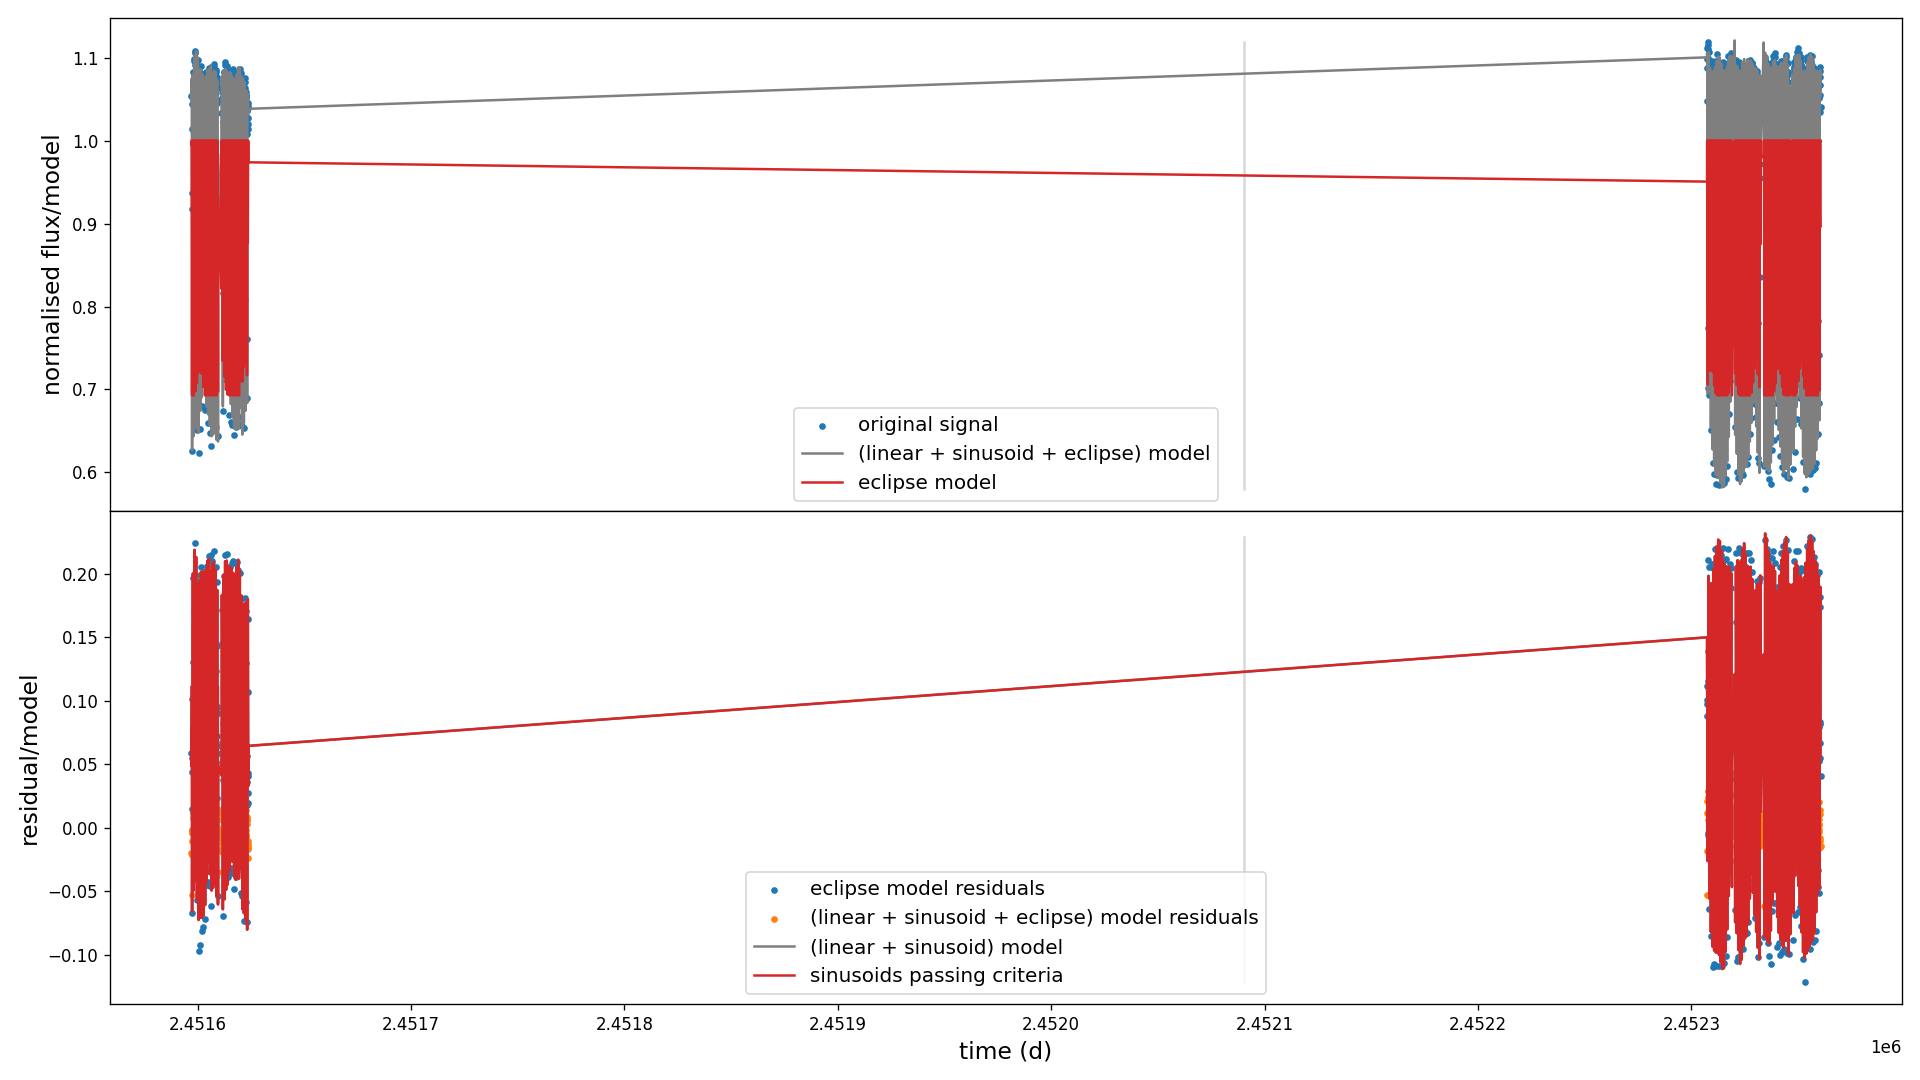 1.1
1.0
0.9
0.8
0.7
0.6
normalised flux/model
original signal
(linear + sinusoid + eclipse) model
eclipse model
0.20
0.15
0.10
0.05
0.00
−0.05
−0.10
residual/model
eclipse model residuals
(linear + sinusoid + eclipse) model residuals
(linear + sinusoid) model
sinusoids passing criteria
2.4516 2.4517 2.4518 2.4519 2.4520 2.4521 2.4522 2.4523
1e6
time (d)